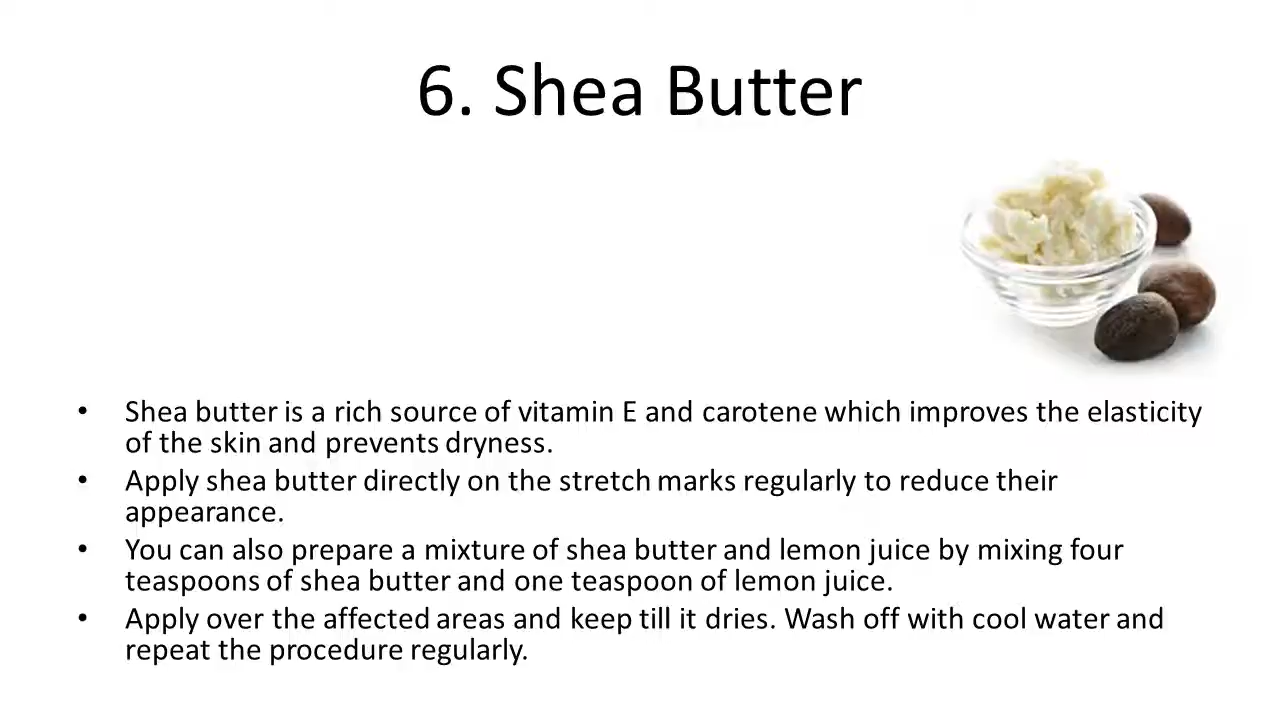 6. Shea Butter
• Shea butter is a rich source of vitamin E and carotene which improves the elasticity
of the skin and prevents dryness.
• Apply shea butter directly on the stretch marks regularly to reduce their
appearance.
• You can also prepare a mixture of shea butter and lemon juice by mixing four
teaspoons of shea butter and one teaspoon of lemon juice.
• Apply over the affected areas and keep till it dries. Wash off with cool water and
repeat the procedure regularly.